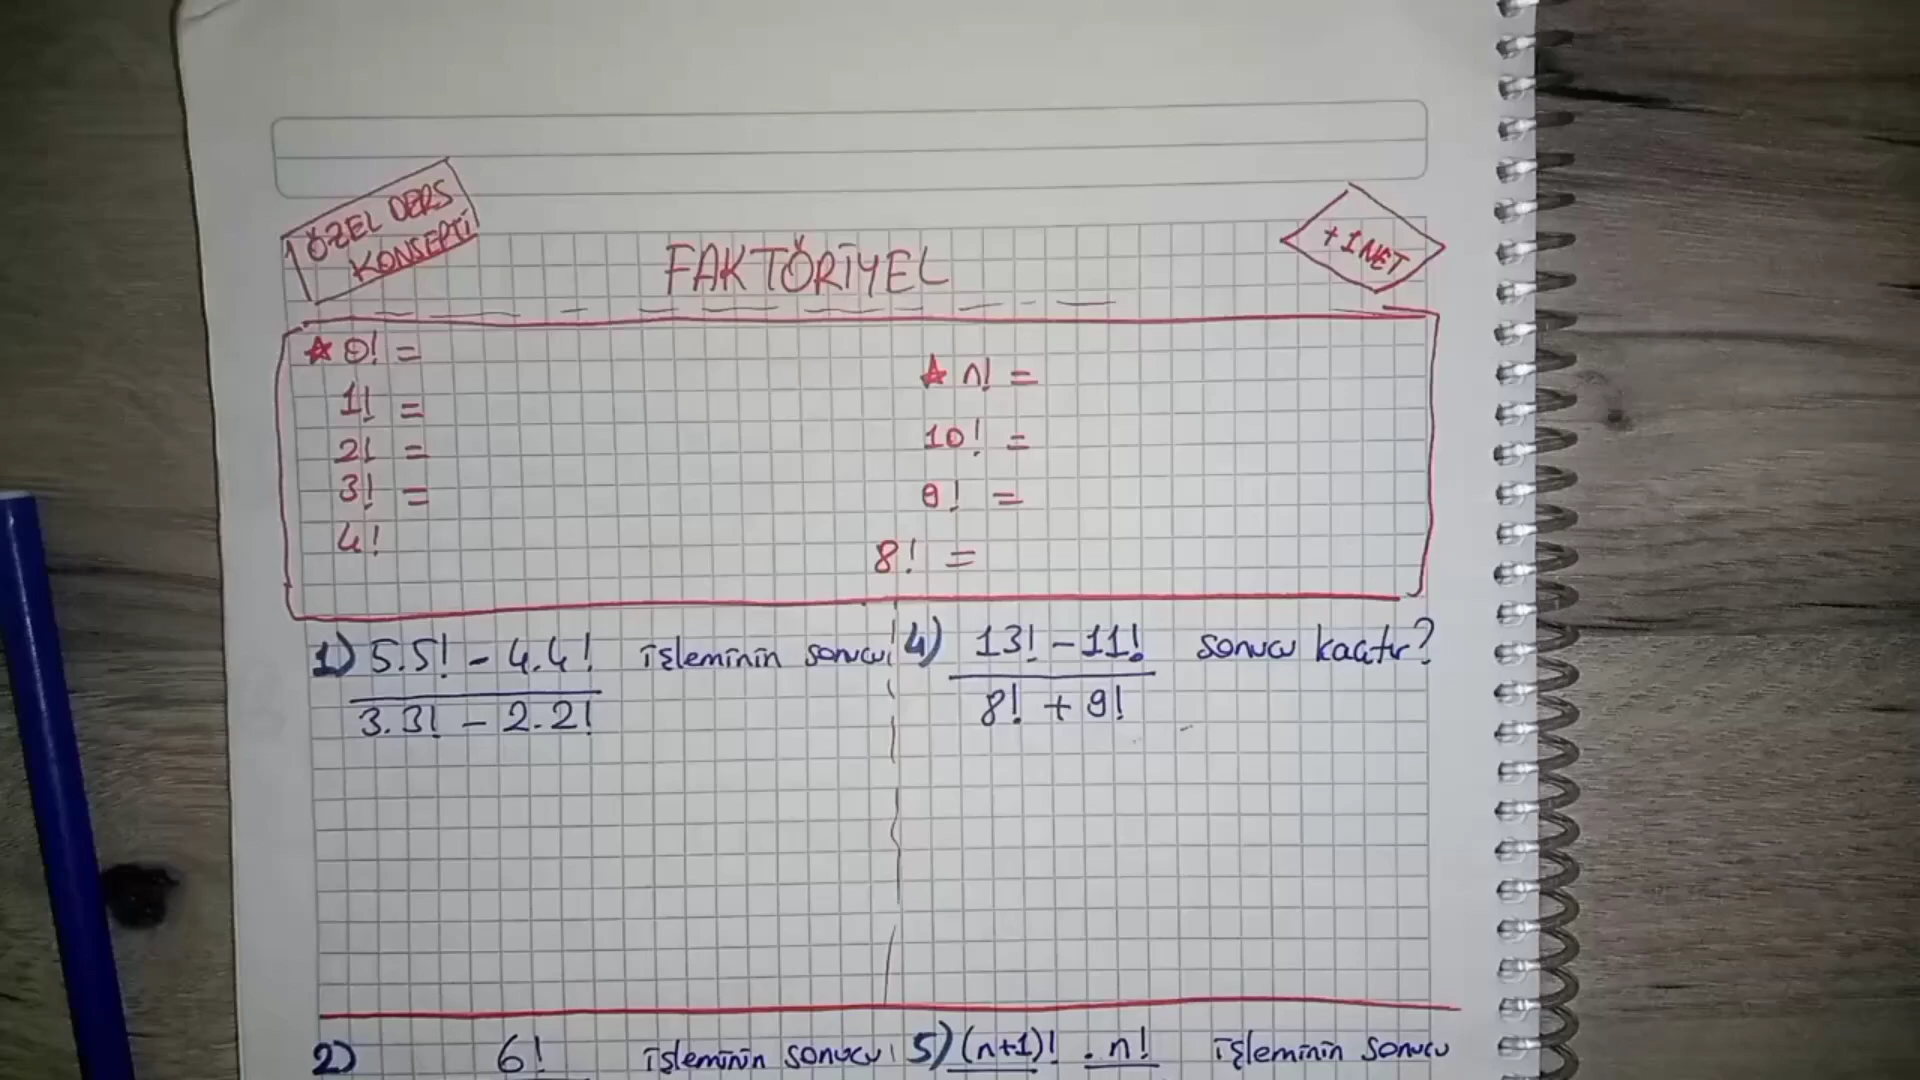 ÖZEL DERS
KONSEPTİ
FAKTÖRİYEL
+1 NET
★ 0! =
1! =
2! =
3! =
4!
★ n! =
10! =
9! =
8! =
1) 5.5! - 4.4! işleminin sonucu
3.3! - 2.2!
4) 13! - 11! sonucu kaçtır?
8! + 9!
2) 6! işleminin sonucu
5) (n+1)! . n! işleminin sonucu